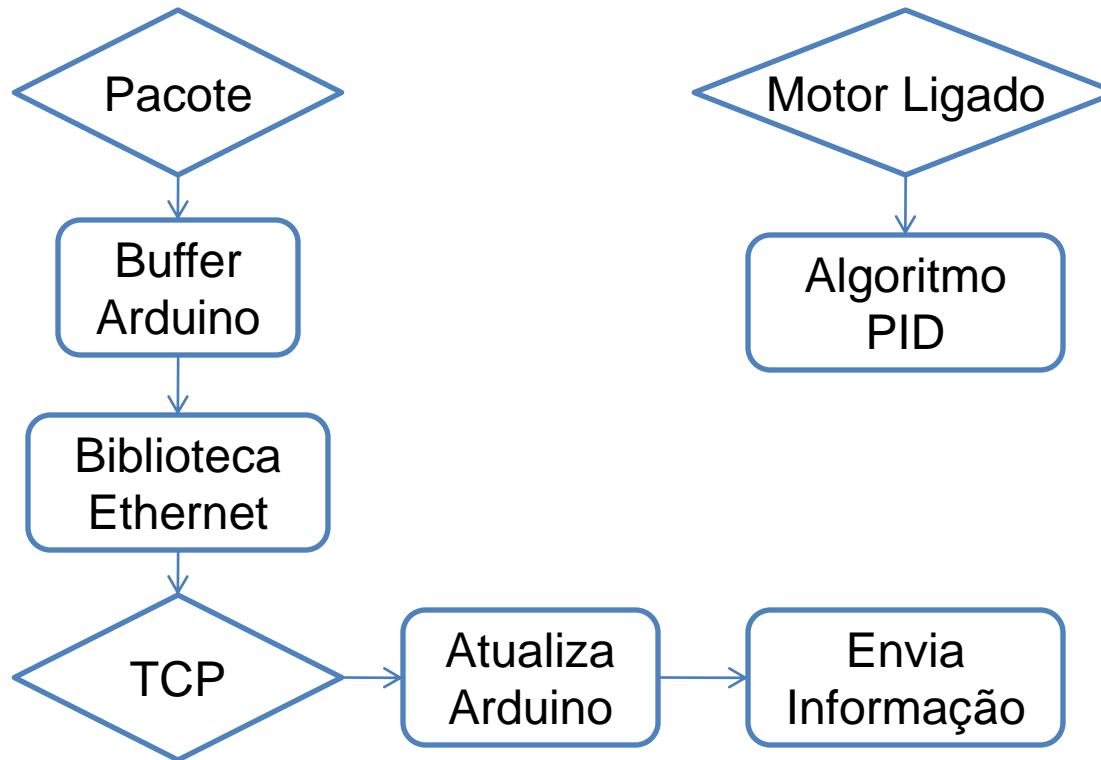 Pacote
Motor Ligado
Buffer
Arduino
Algoritmo
PID
Biblioteca
Ethernet
TCP
Atualiza
Arduino
Envia
Informação